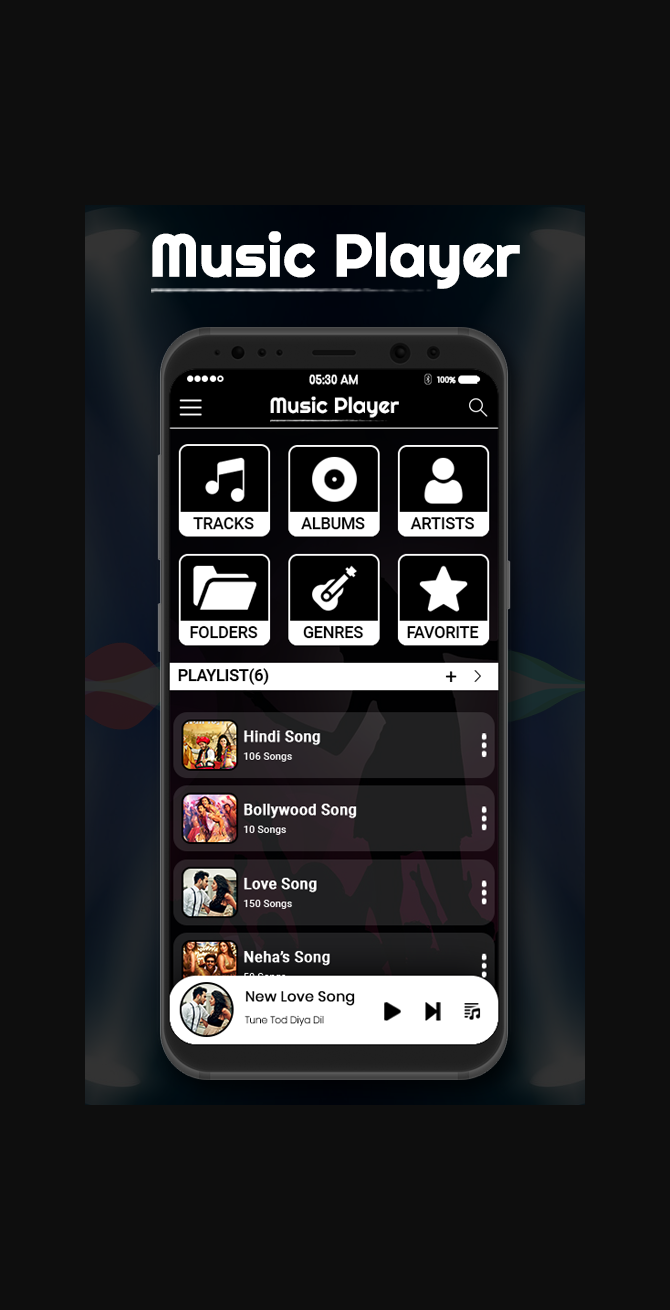 Music Player
05:30 AM 100%
Music Player
TRACKS ALBUMS ARTISTS
FOLDERS GENRES FAVORITE
PLAYLIST(6) +
Hindi Song
106 Songs
Bollywood Song
10 Songs
Love Song
150 Songs
Neha's Song
Songs
New Love Song
Tune Tod Diya Dil